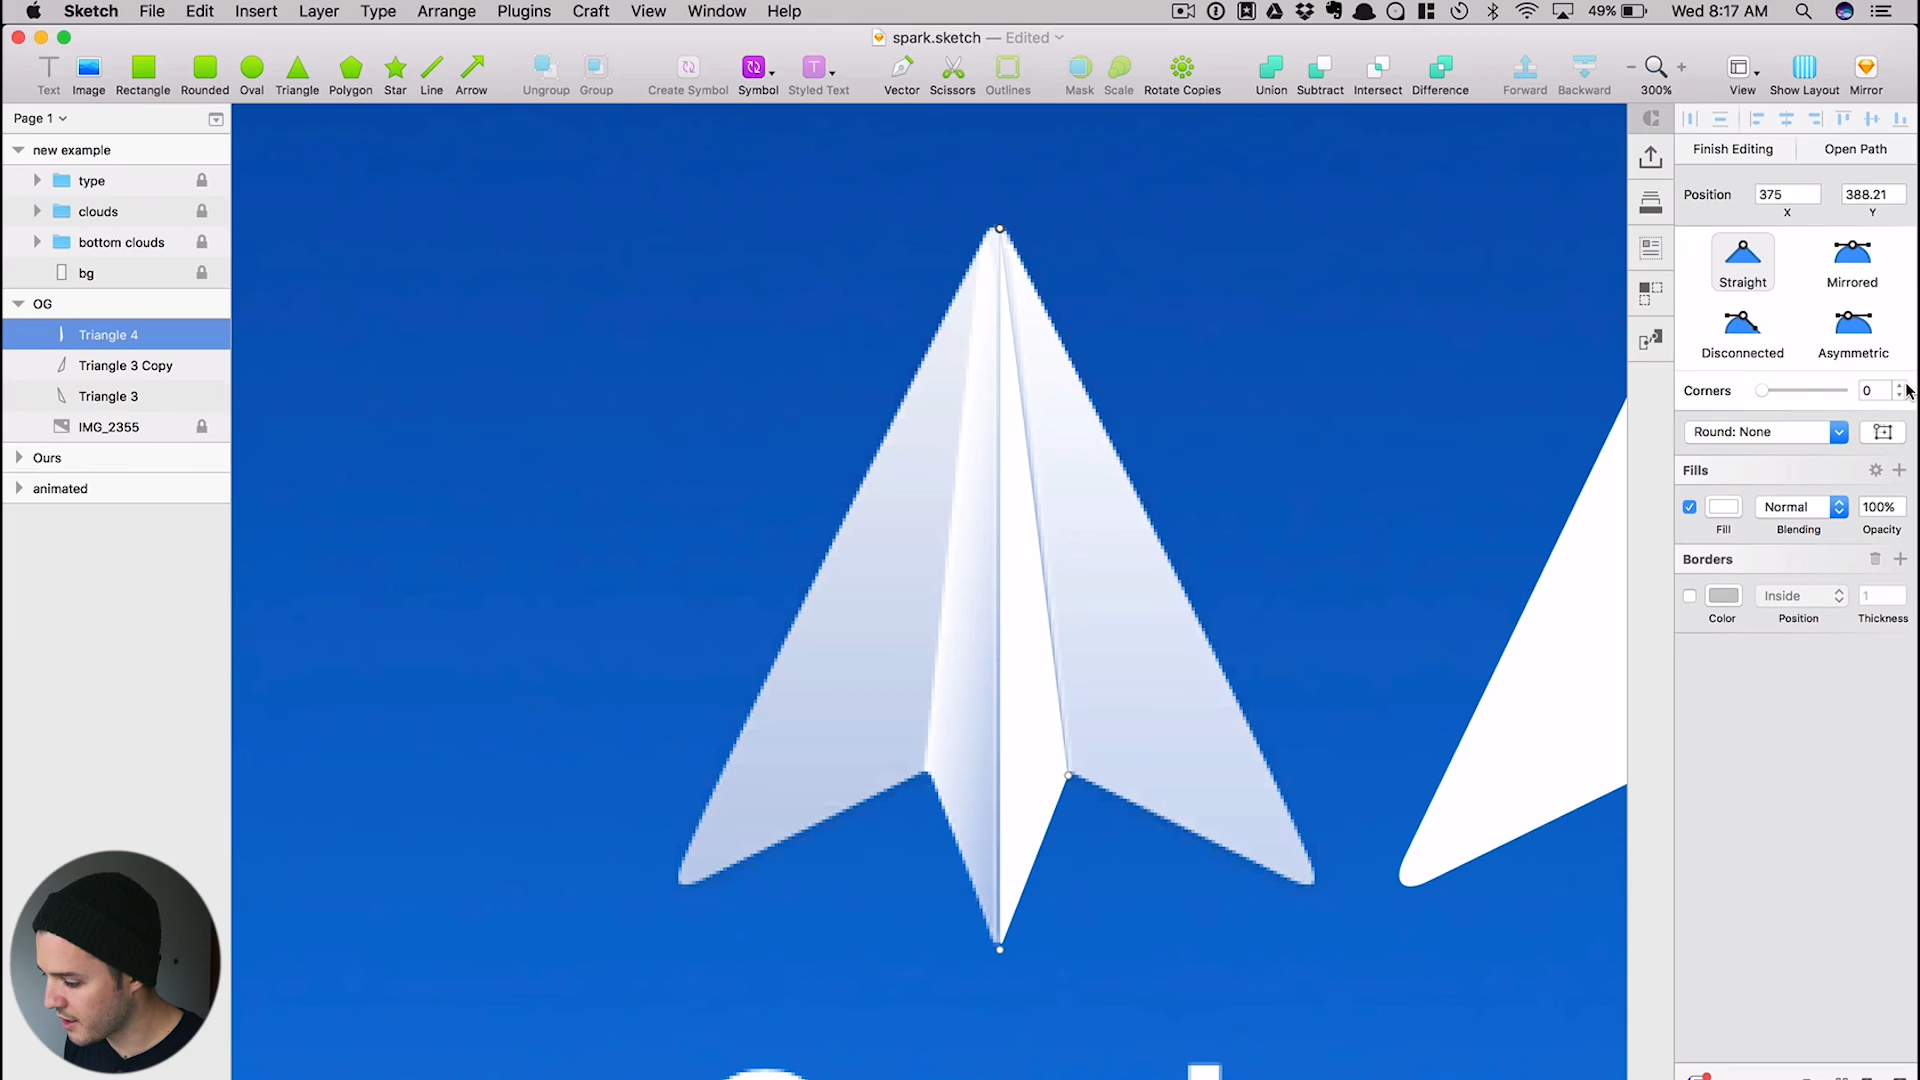 Sketch File Edit Insert Layer Type Arrange Plugins Craft View Window Help 49% Wed 8:17 AM
spark.sketch — Edited
Text Image Rectangle Rounded Oval Triangle Polygon Star Line Arrow Ungroup Group Create Symbol Symbol Styled Text Vector Scissors Outlines Mask Scale Rotate Copies Union Subtract Intersect Difference Forward Backward 300% View Show Layout Mirror
Page 1
new example
type
clouds
bottom clouds
bg
OG
Triangle 4
Triangle 3 Copy
Triangle 3
IMG_2355
Ours
animated
Finish Editing Open Path
Position 375 388.21
X Y
Straight Mirrored
Disconnected Asymmetric
Corners 0
Round: None
Fills
Normal 100%
Fill Blending Opacity
Borders
Inside 1
Color Position Thickness